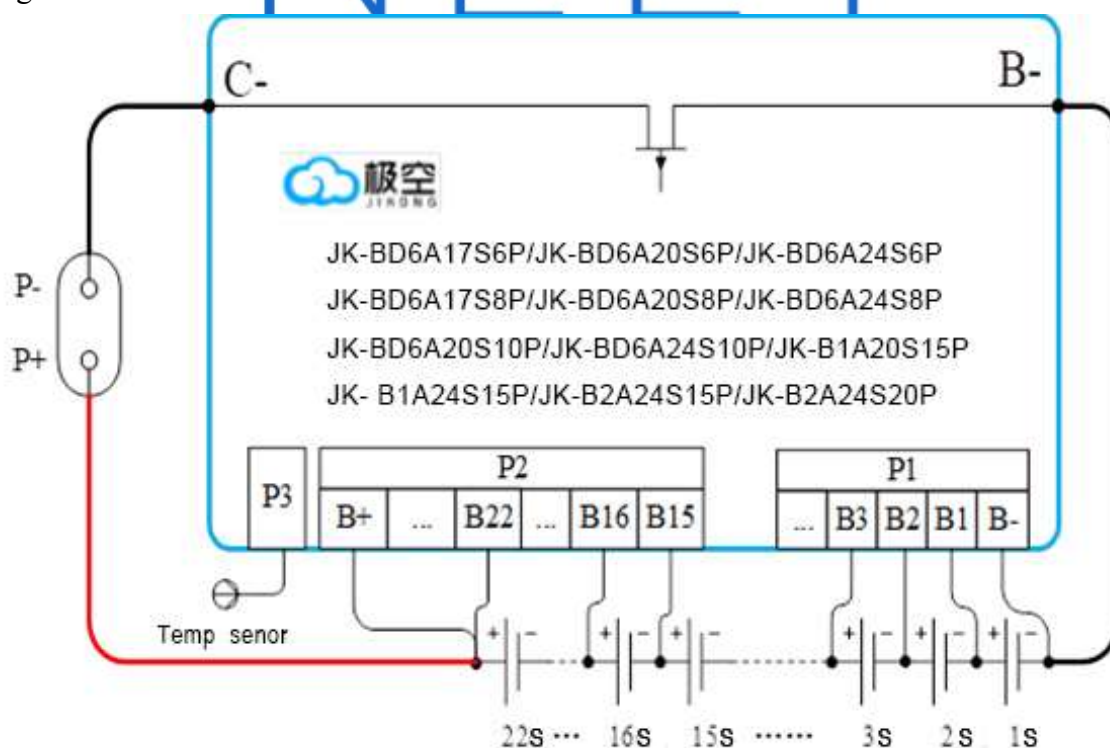 C- B-
极空
JIKONG
JK-BD6A17S6P/JK-BD6A20S6P/JK-BD6A24S6P
JK-BD6A17S8P/JK-BD6A20S8P/JK-BD6A24S8P
JK-BD6A20S10P/JK-BD6A24S10P/JK-B1A20S15P
JK- B1A24S15P/JK-B2A24S15P/JK-B2A24S20P
P-
P+
P3 P2 P1
B+ ... B22 ... B16 B15 ... B3 B2 B1 B-
Temp senor
+ - + - + - + - + - + -
22s ... 16s 15s ...... 3s 2s 1s